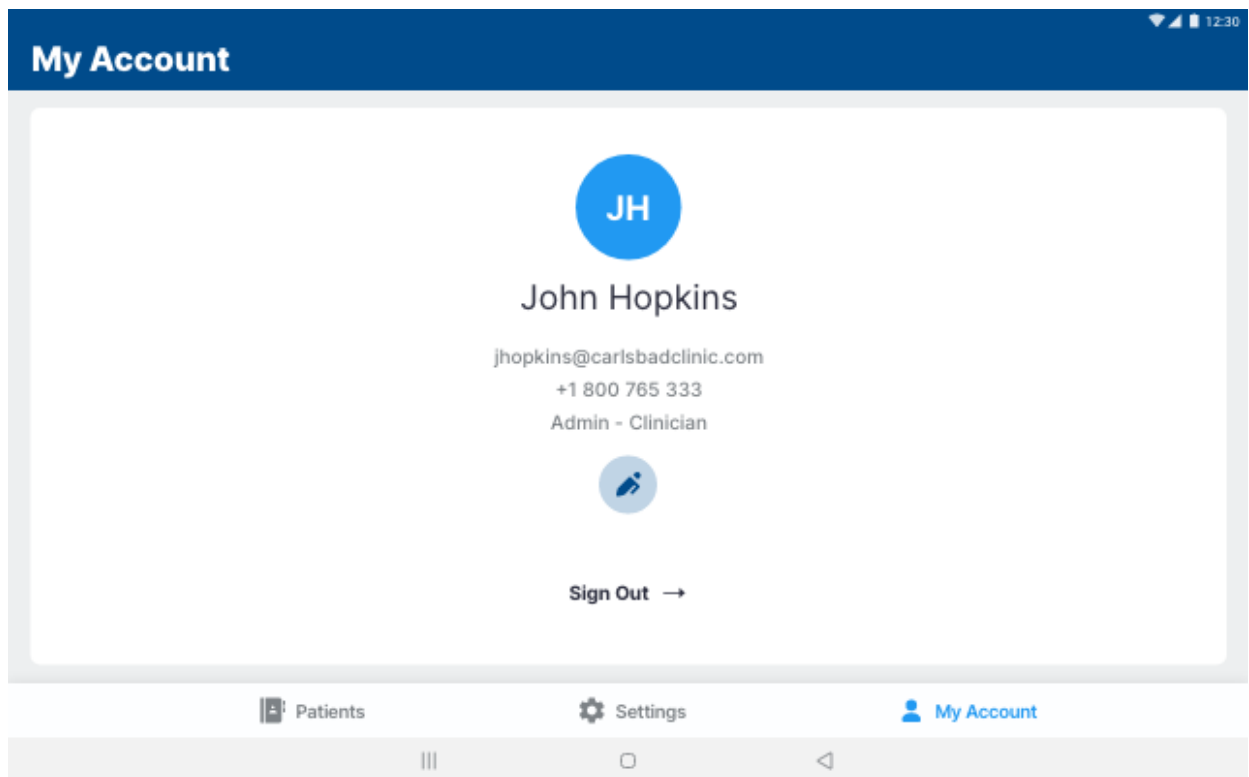 12:30
My Account
JH
John Hopkins
jhopkins@carlsbadclinic.com
+1 800 765 333
Admin - Clinician
Sign Out →
Patients
Settings
My Account